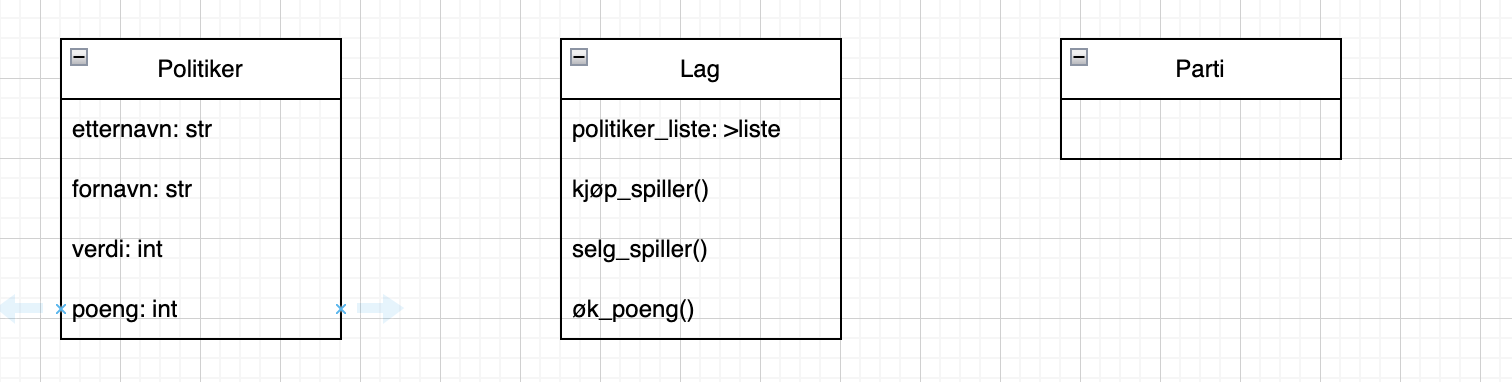 Politiker
etternavn: str
fornavn: str
verdi: int
poeng: int
Lag
politiker_liste: >liste
kjøp_spiller()
selg_spiller()
øk_poeng()
Parti